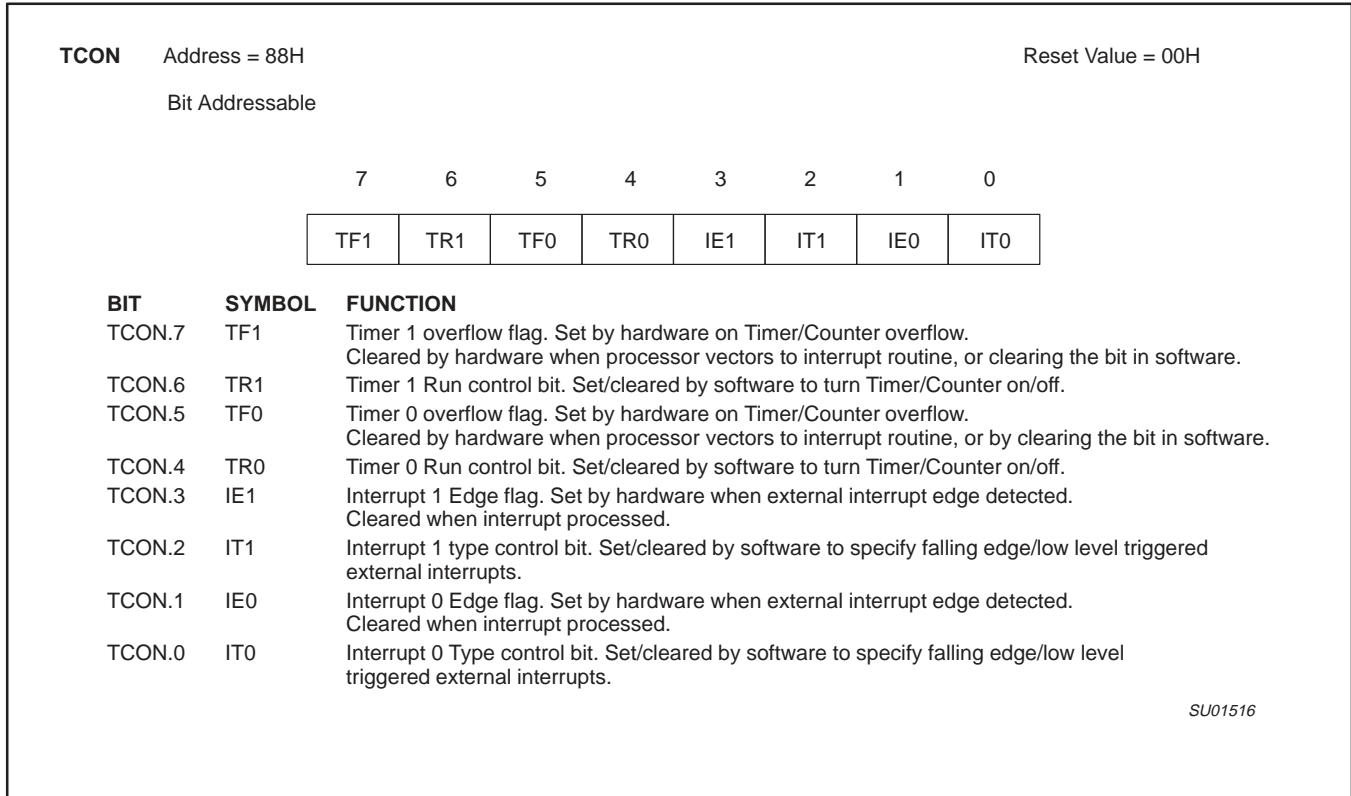 TCON Address = 88H Reset Value = 00H
Bit Addressable
7 6 5 4 3 2 1 0
TF1 TR1 TF0 TR0 IE1 IT1 IE0 IT0
BIT SYMBOL FUNCTION
TCON.7 TF1 Timer 1 overflow flag. Set by hardware on Timer/Counter overflow.
Cleared by hardware when processor vectors to interrupt routine, or clearing the bit in software.
TCON.6 TR1 Timer 1 Run control bit. Set/cleared by software to turn Timer/Counter on/off.
TCON.5 TF0 Timer 0 overflow flag. Set by hardware on Timer/Counter overflow.
Cleared by hardware when processor vectors to interrupt routine, or by clearing the bit in software.
TCON.4 TR0 Timer 0 Run control bit. Set/cleared by software to turn Timer/Counter on/off.
TCON.3 IE1 Interrupt 1 Edge flag. Set by hardware when external interrupt edge detected.
Cleared when interrupt processed.
TCON.2 IT1 Interrupt 1 type control bit. Set/cleared by software to specify falling edge/low level triggered
external interrupts.
TCON.1 IE0 Interrupt 0 Edge flag. Set by hardware when external interrupt edge detected.
Cleared when interrupt processed.
TCON.0 IT0 Interrupt 0 Type control bit. Set/cleared by software to specify falling edge/low level
triggered external interrupts.
SU01516